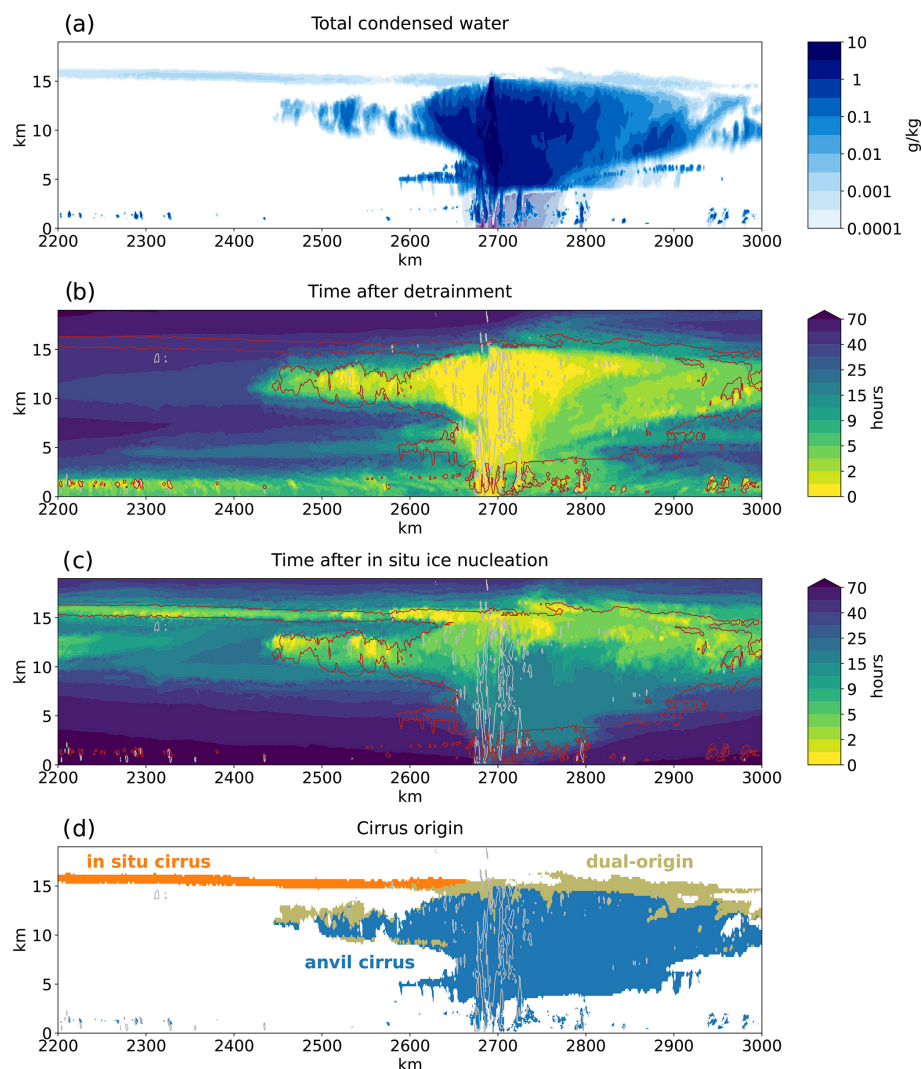 (a) Total condensed water
km
15
10
5
0
2200 2300 2400 2500 2600 2700 2800 2900 3000
km
10
1
0.1
0.01
0.001
0.0001
g/kg
(b) Time after detrainment
km
15
10
5
0
2200 2300 2400 2500 2600 2700 2800 2900 3000
km
70
40
25
15
9
5
2
0
hours
(c) Time after in situ ice nucleation
km
15
10
5
0
2200 2300 2400 2500 2600 2700 2800 2900 3000
km
70
40
25
15
9
5
2
0
hours
(d) Cirrus origin
in situ cirrus dual-origin
anvil cirrus
km
15
10
5
0
2200 2300 2400 2500 2600 2700 2800 2900 3000
km